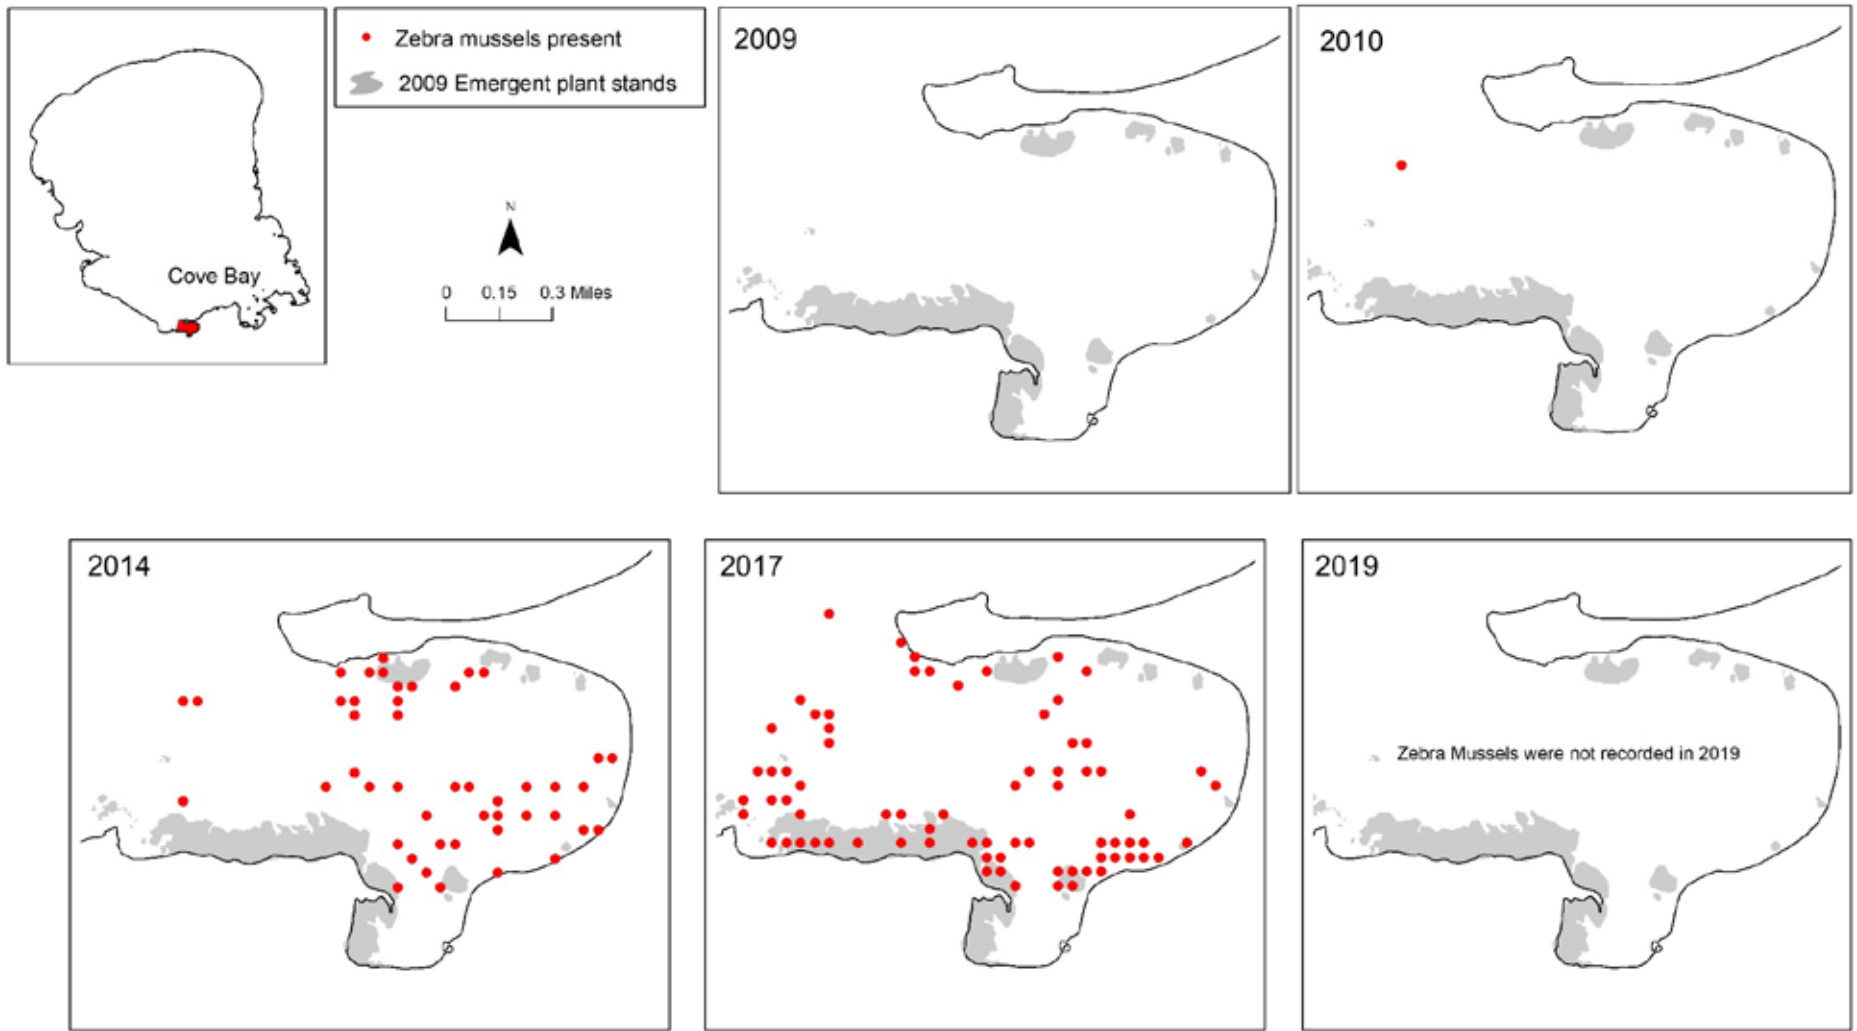 Zebra mussels present
2009 Emergent plant stands
Cove Bay
N
0 0.15 0.3 Miles
2009
2010
2014
2017
2019
Zebra Mussels were not recorded in 2019